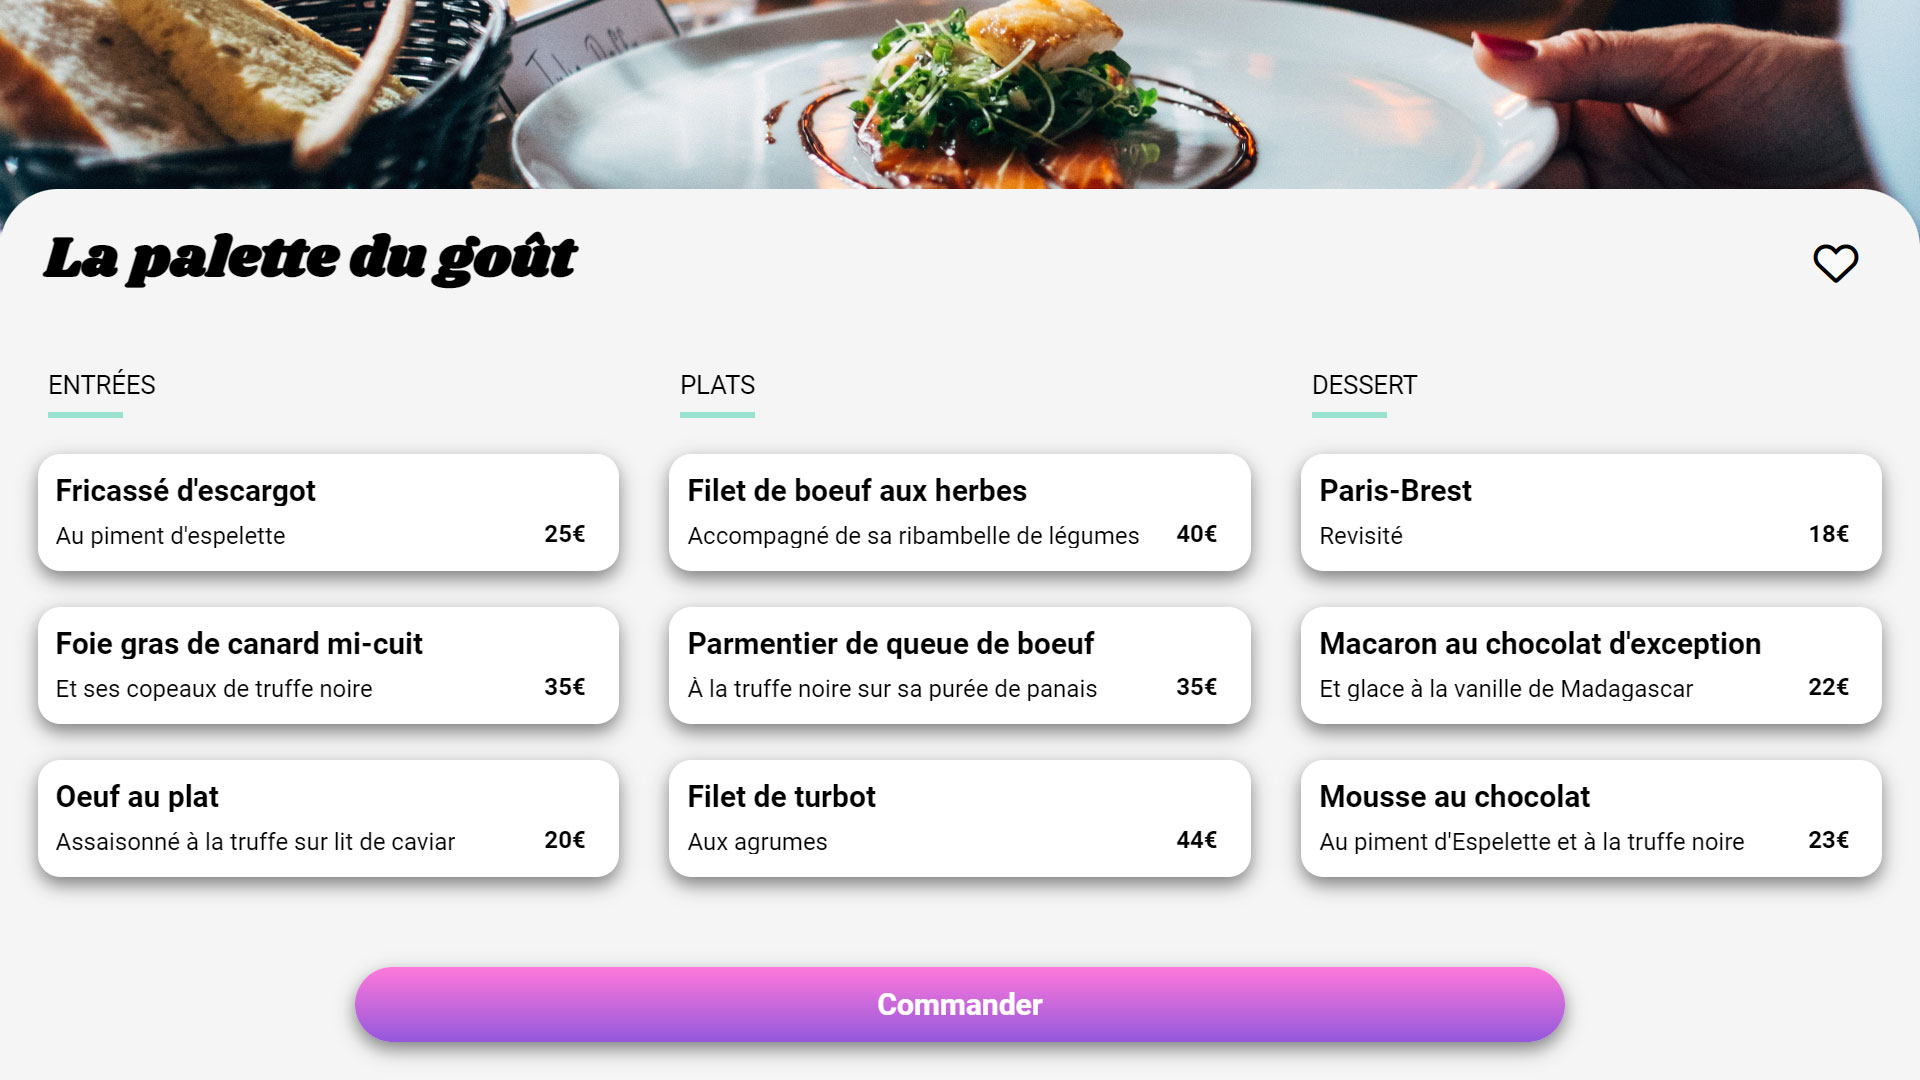 La palette du goût
ENTRÉES
Fricassé d'escargot
Au piment d'espelette
25€
Foie gras de canard mi-cuit
Et ses copeaux de truffe noire
35€
Oeuf au plat
Assaisonné à la truffe sur lit de caviar
20€
PLATS
Filet de boeuf aux herbes
Accompagné de sa ribambelle de légumes
40€
Parmentier de queue de boeuf
À la truffe noire sur sa purée de panais
35€
Filet de turbot
Aux agrumes
44€
DESSERT
Paris-Brest
Revisité
18€
Macaron au chocolat d'exception
Et glace à la vanille de Madagascar
22€
Mousse au chocolat
Au piment d'Espelette et à la truffe noire
23€
Commander